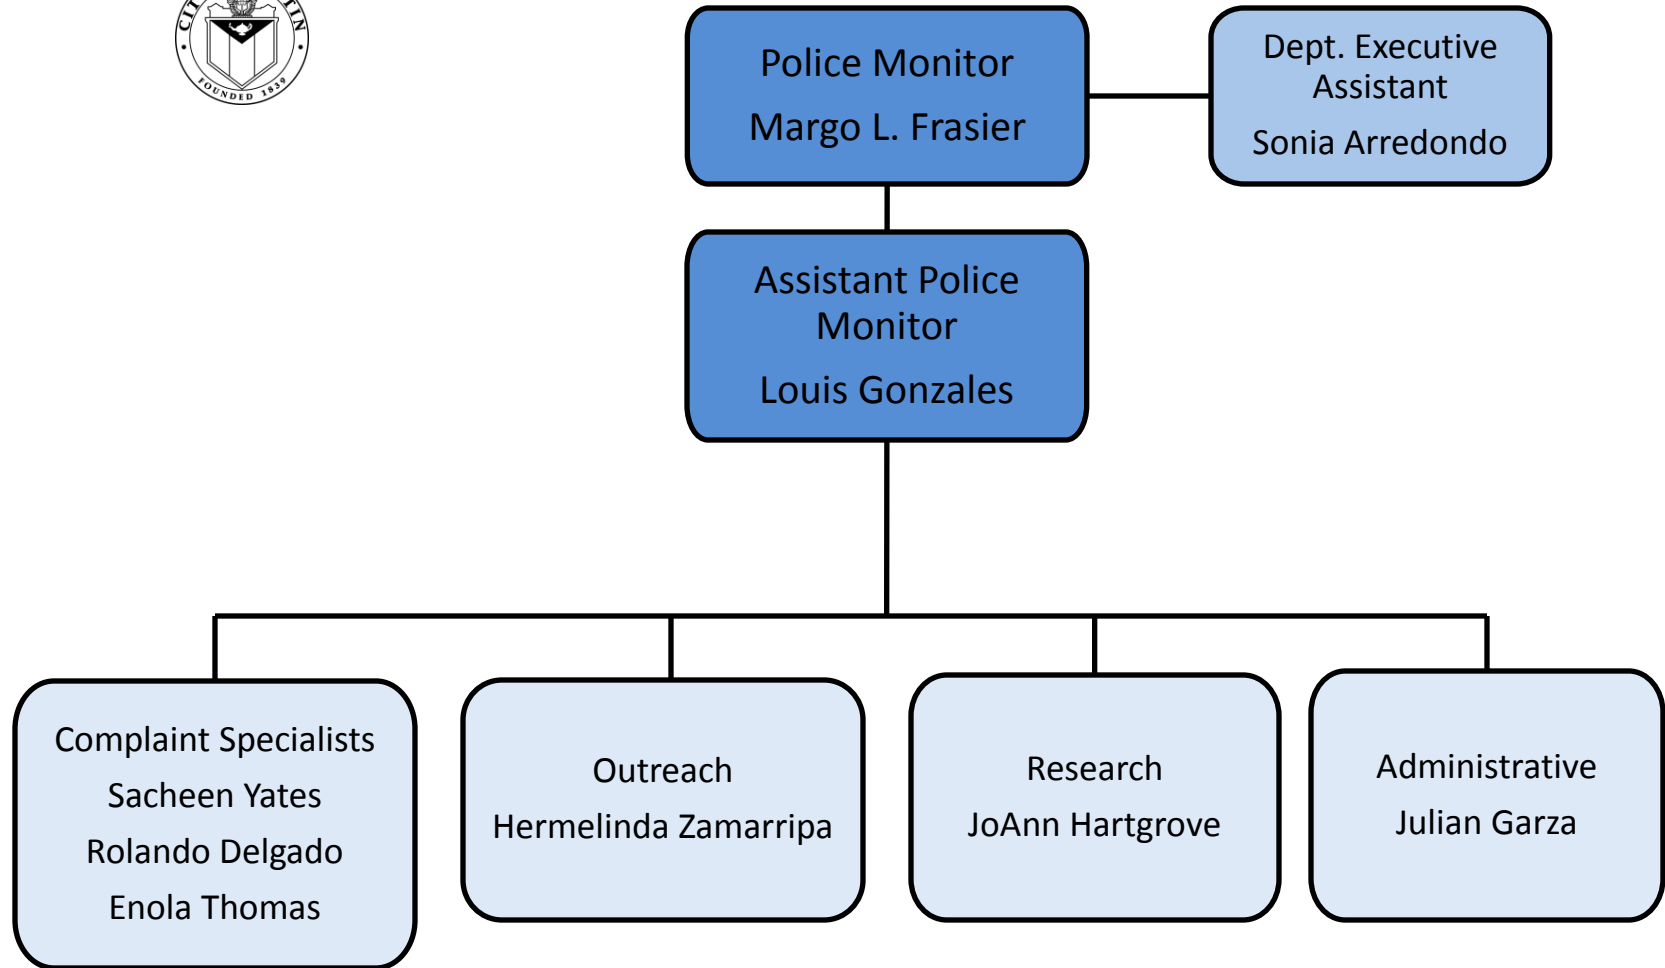 FOUNDED 1839
Police Monitor
Margo L. Frasier
Dept. Executive
Assistant
Sonia Arredondo
Assistant Police
Monitor
Louis Gonzales
Complaint Specialists
Sacheen Yates
Rolando Delgado
Enola Thomas
Outreach
Hermelinda Zamarripa
Research
JoAnn Hartgrove
Administrative
Julian Garza